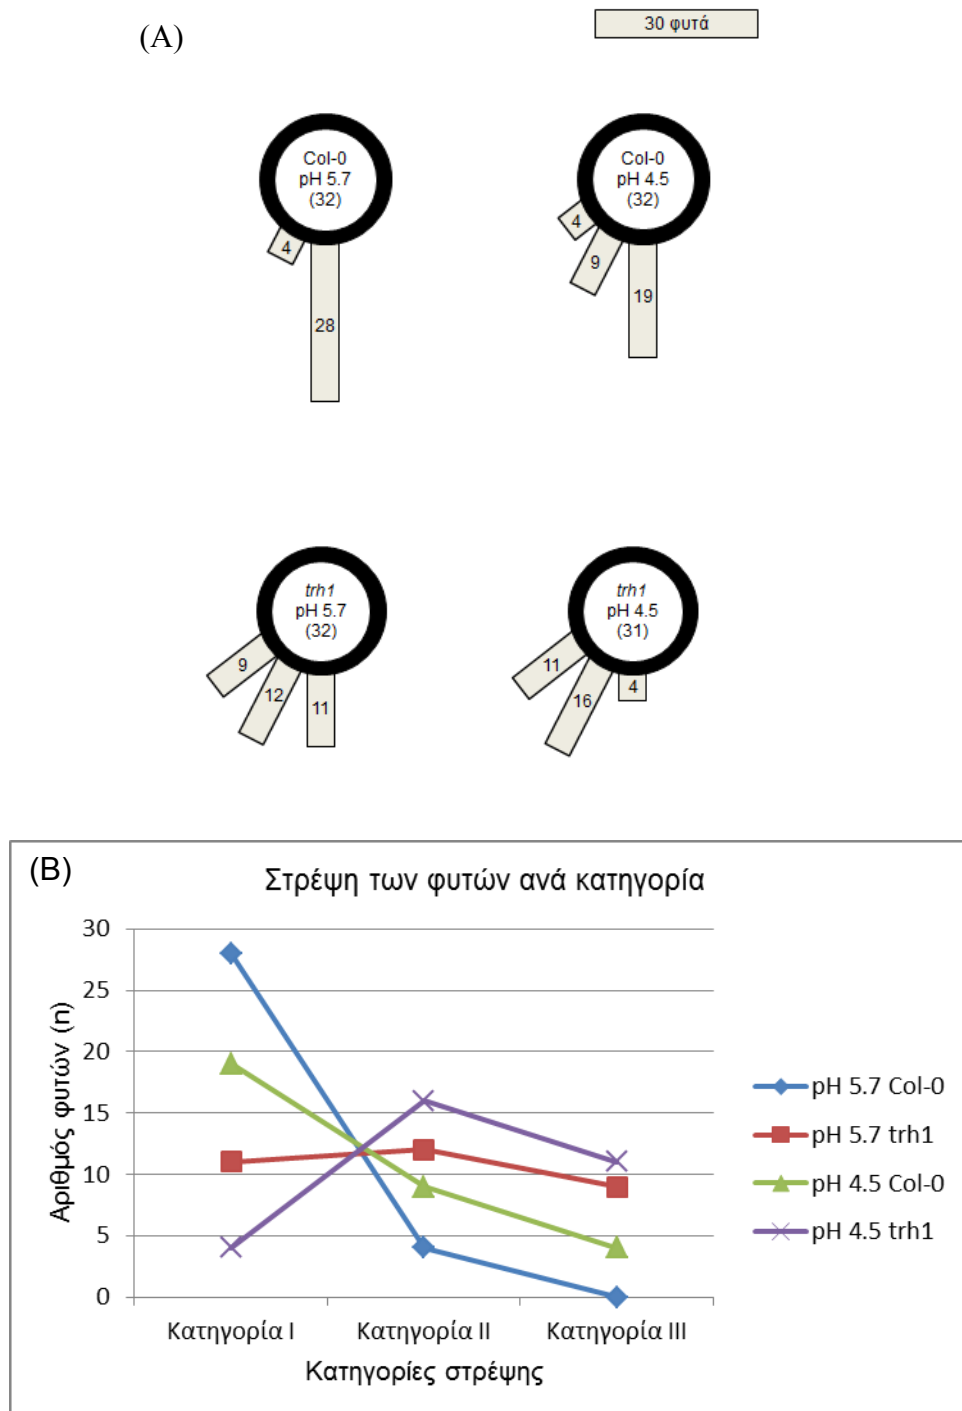 (A)
30 φυτά
Col-0
pH 5.7
(32)
4
28
Col-0
pH 4.5
(32)
4
9
19
trh1
pH 5.7
(32)
9
12
11
trh1
pH 4.5
(31)
11
16
4
(B)
Στρέψη των φυτών ανά κατηγορία
Αριθμός φυτών (n)
30
25
20
15
10
5
0
Κατηγορία I
Κατηγορία II
Κατηγορία III
Κατηγορίες στρέψης
pH 5.7 Col-0
pH 5.7 trh1
pH 4.5 Col-0
pH 4.5 trh1